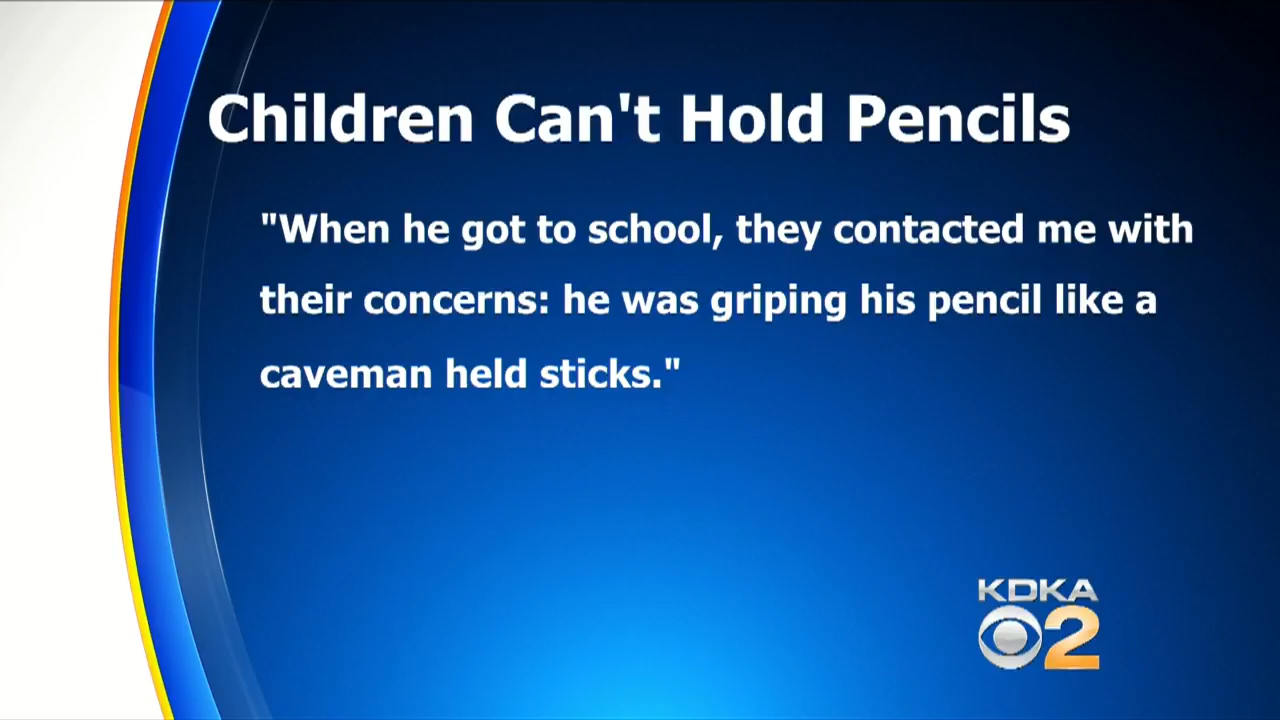 Children Can't Hold Pencils
"When he got to school, they contacted me with
their concerns: he was griping his pencil like a
caveman held sticks."
KDKA
2